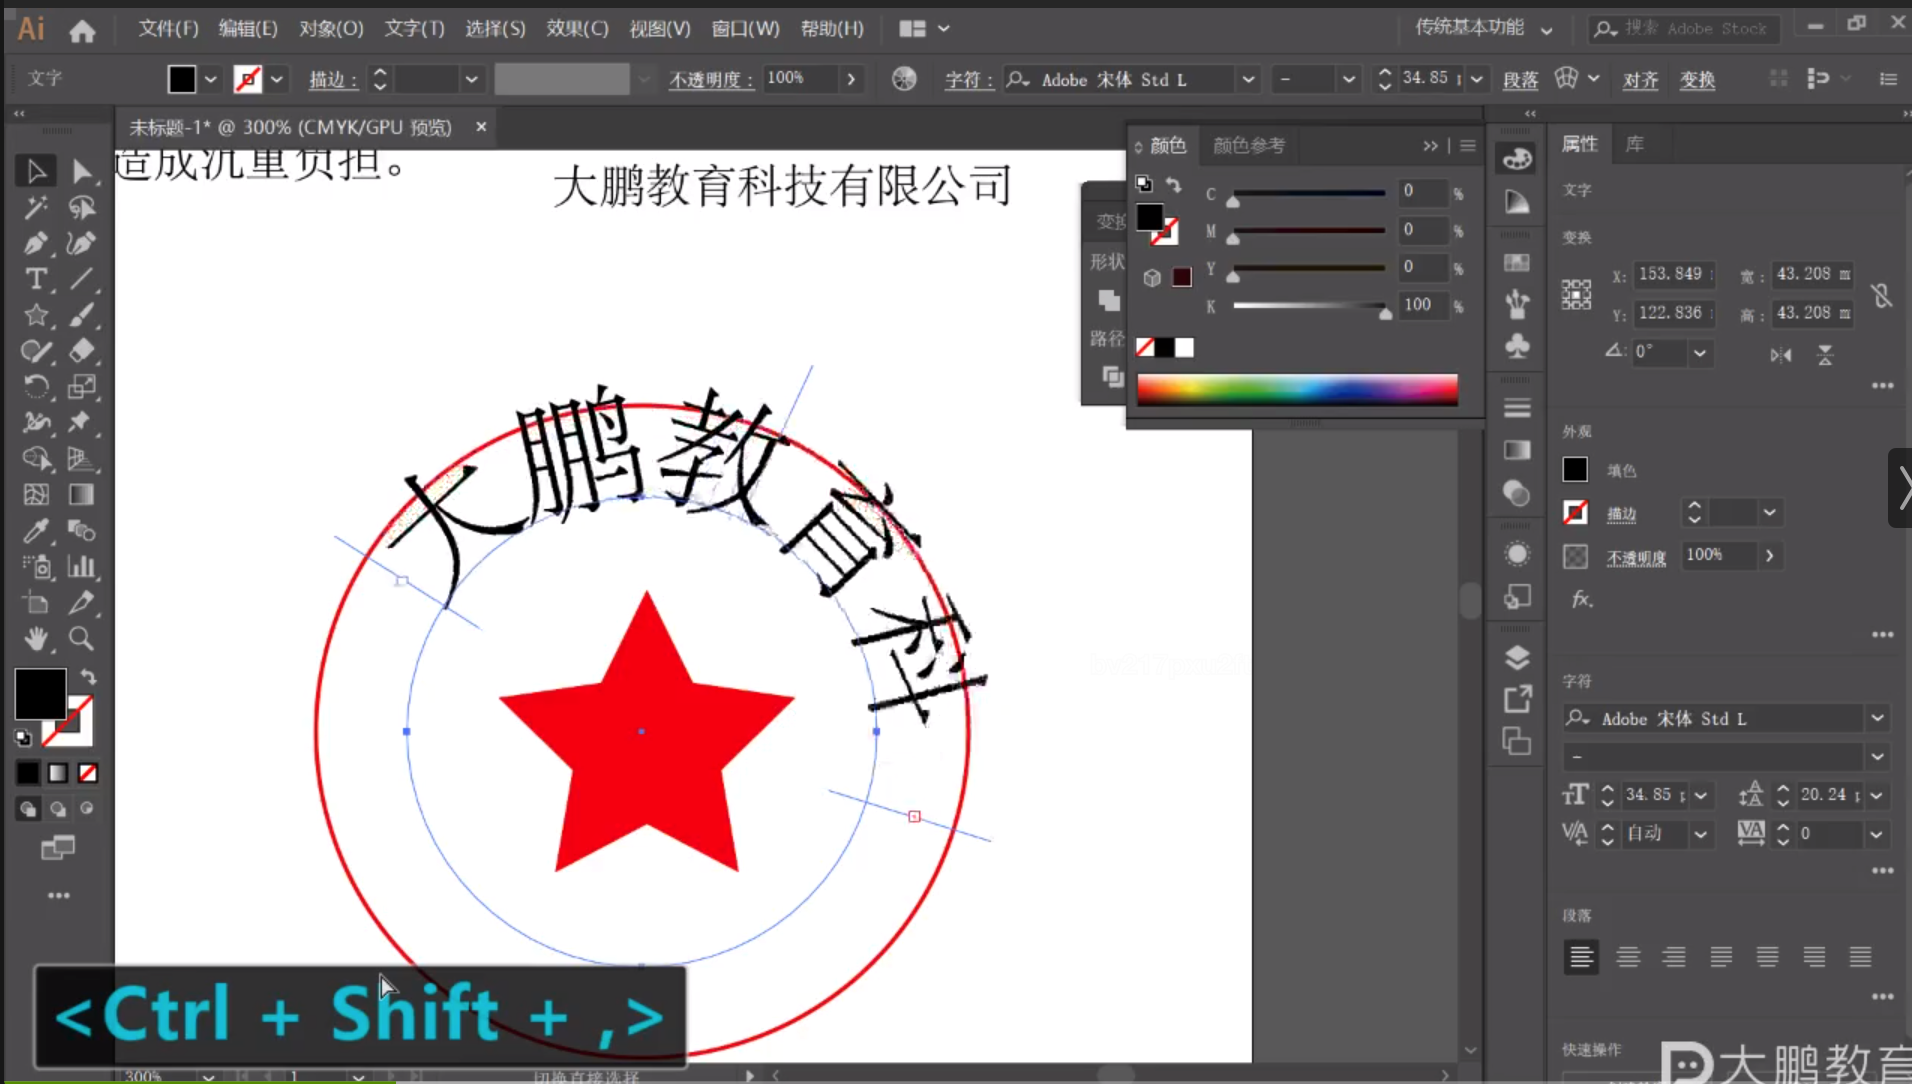 Ai 文件(F) 编辑(E) 对象(O) 文字(T) 选择(S) 效果(C) 视图(V) 窗口(W) 帮助(H) 传统基本功能 搜索 Adobe Stock
文字 描边: 不透明度: 100% 字符: Adobe 宋体 Std L - 34.85 段落 对齐 变换
未标题-1* @ 300% (CMYK/GPU 预览) ×
造成沉重负担。
大鹏教育科技有限公司
颜色 颜色参考
C 0 %
M 0 %
Y 0 %
K 100 %
变换
形状
路径
大鹏教育科
属性 库
文字
变换
X: 153.849 宽: 43.208 m
Y: 122.836 高: 43.208 m
0°
外观
填色
描边
不透明度 100%
fx.
字符
Adobe 宋体 Std L
-
34.85 20.24
自动 0
段落
快速操作
<Ctrl + Shift + ,>
300% 1 切换直接选择
大鹏教育